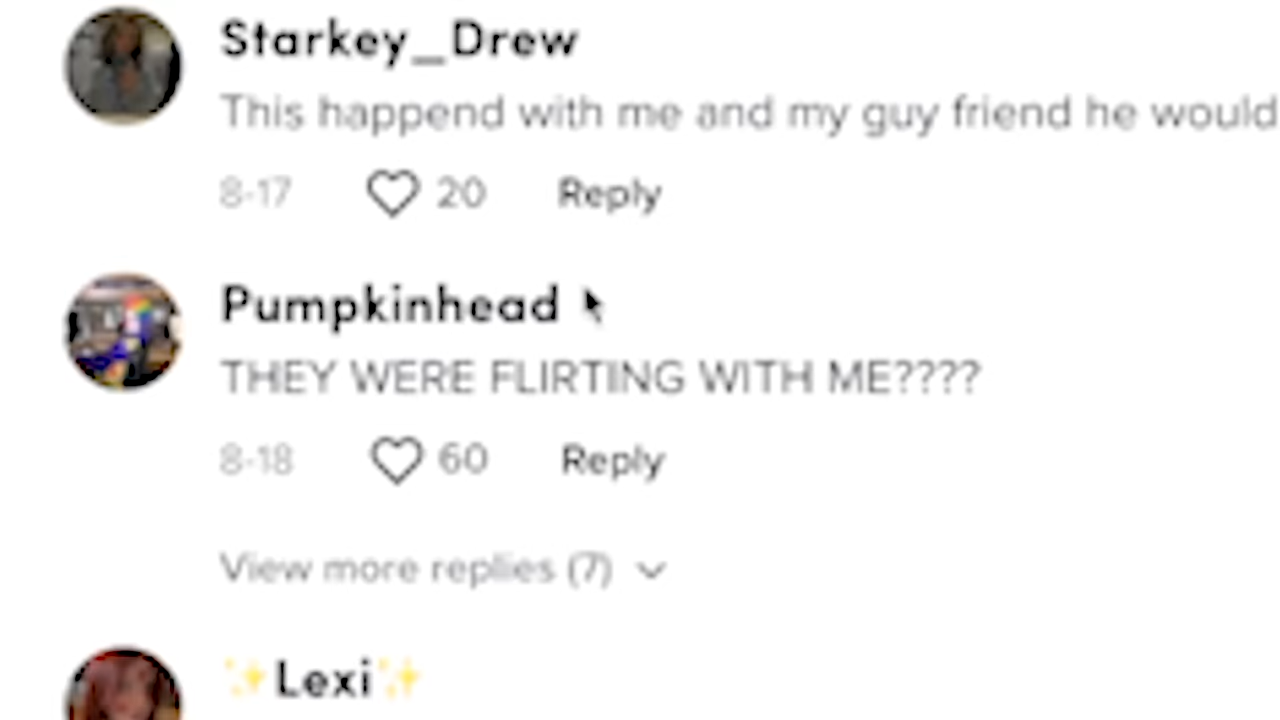 Starkey_Drew
This happend with me and my guy friend he would
8-17 20 Reply
Pumpkinhead
THEY WERE FLIRTING WITH ME????
8-18 60 Reply
View more replies (7)
✨Lexi✨